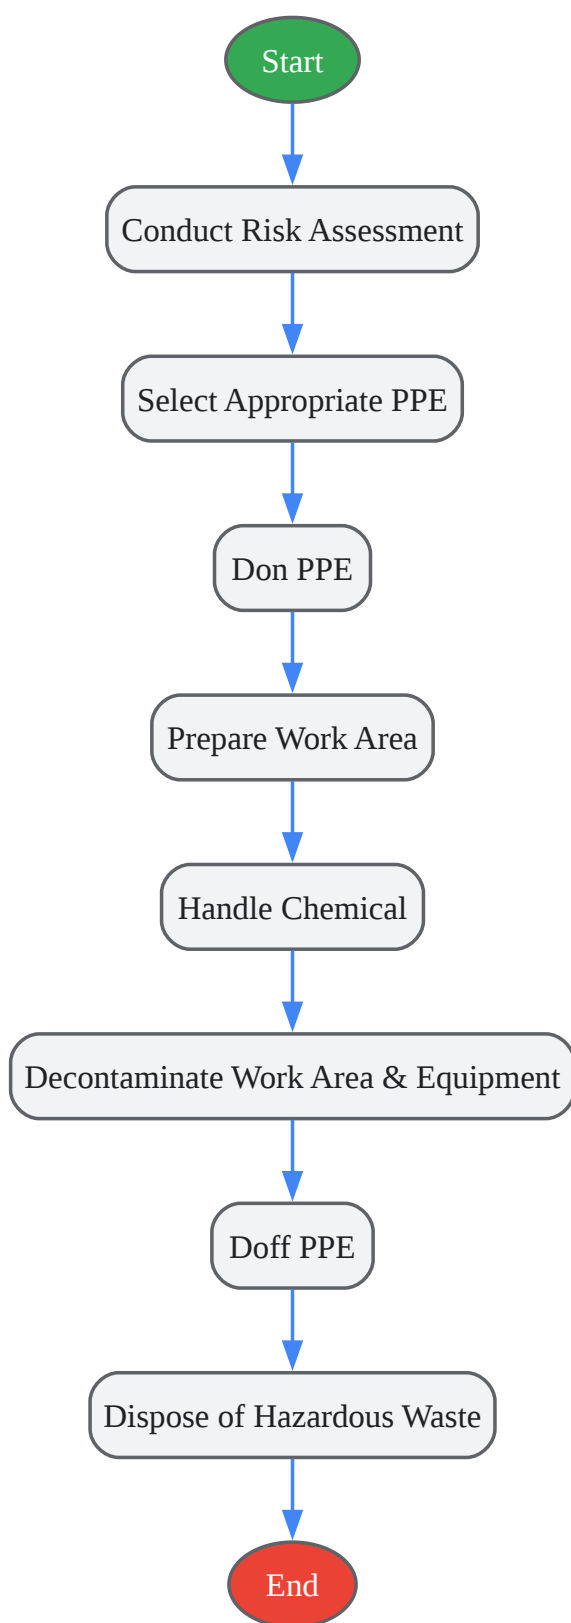 Start
Conduct Risk Assessment
Select Appropriate PPE
Don PPE
Prepare Work Area
Handle Chemical
Decontaminate Work Area & Equipment
Doff PPE
Dispose of Hazardous Waste
End